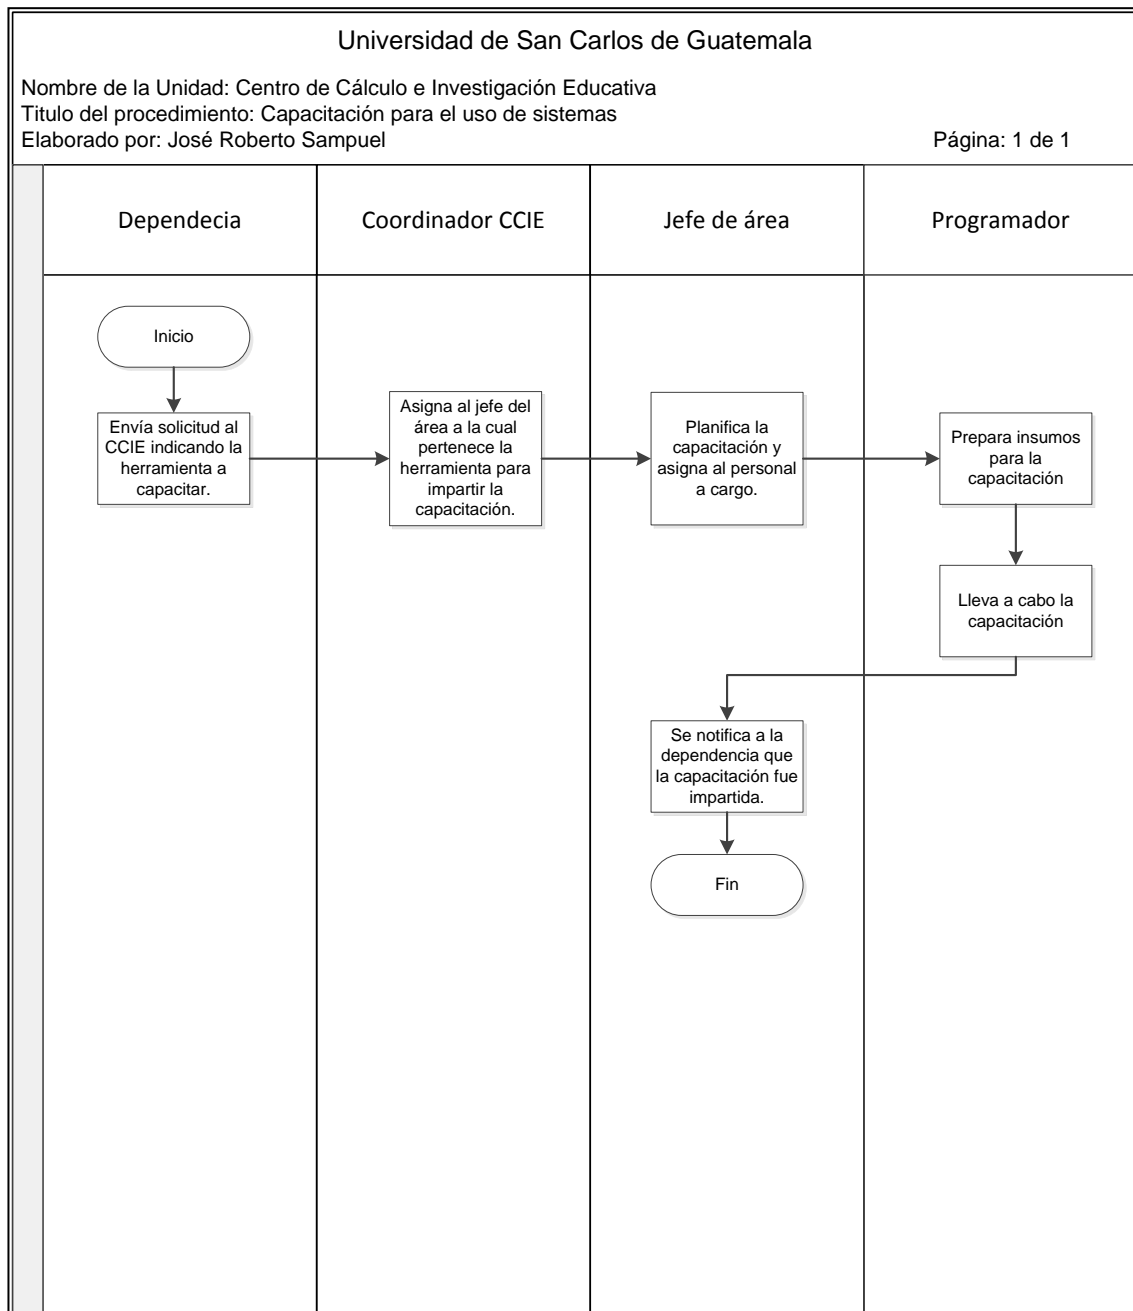 Universidad de San Carlos de Guatemala
Nombre de la Unidad: Centro de Cálculo e Investigación Educativa
Titulo del procedimiento: Capacitación para el uso de sistemas
Elaborado por: José Roberto Sampuel
Página: 1 de 1
Dependecia
Coordinador CCIE
Jefe de área
Programador
Inicio
Envía solicitud al
CCIE indicando la
herramienta a
capacitar.
Asigna al jefe del
área a la cual
pertenece la
herramienta para
impartir la
capacitación.
Planifica la
capacitación y
asigna al personal
a cargo.
Prepara insumos
para la
capacitación
Lleva a cabo la
capacitación
Se notifica a la
dependencia que
la capacitación fue
impartida.
Fin